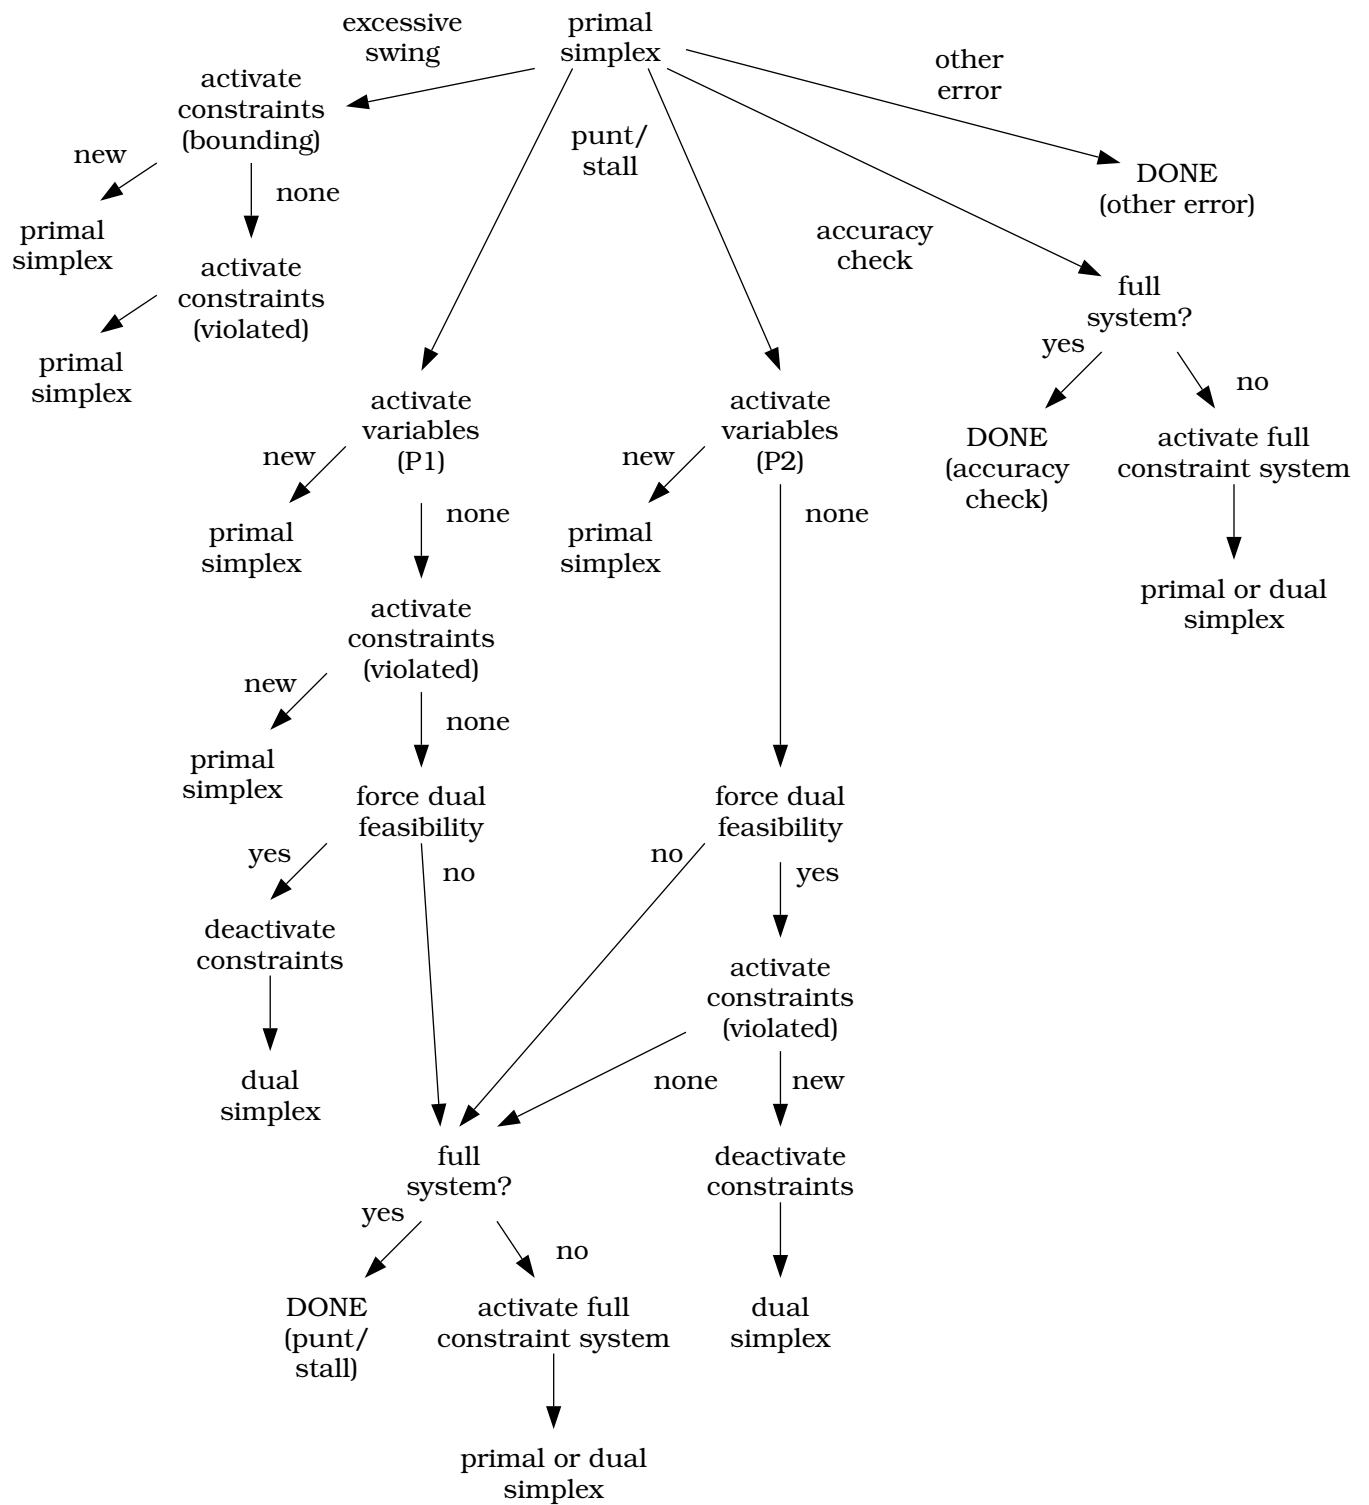 excessive
swing
primal
simplex
other
error
activate
constraints
(bounding)
punt/
stall
new
none
DONE
(other error)
primal
simplex
accuracy
check
activate
constraints
(violated)
full
system?
yes
no
primal
simplex
activate
variables
(P1)
activate
variables
(P2)
DONE
(accuracy
check)
activate full
constraint system
new
none
new
none
primal
simplex
primal
simplex
primal or dual
simplex
activate
constraints
(violated)
new
none
primal
simplex
force dual
feasibility
force dual
feasibility
yes
no
no
yes
deactivate
constraints
activate
constraints
(violated)
dual
simplex
none
new
full
system?
deactivate
constraints
yes
no
DONE
(punt/
stall)
activate full
constraint system
dual
simplex
primal or dual
simplex